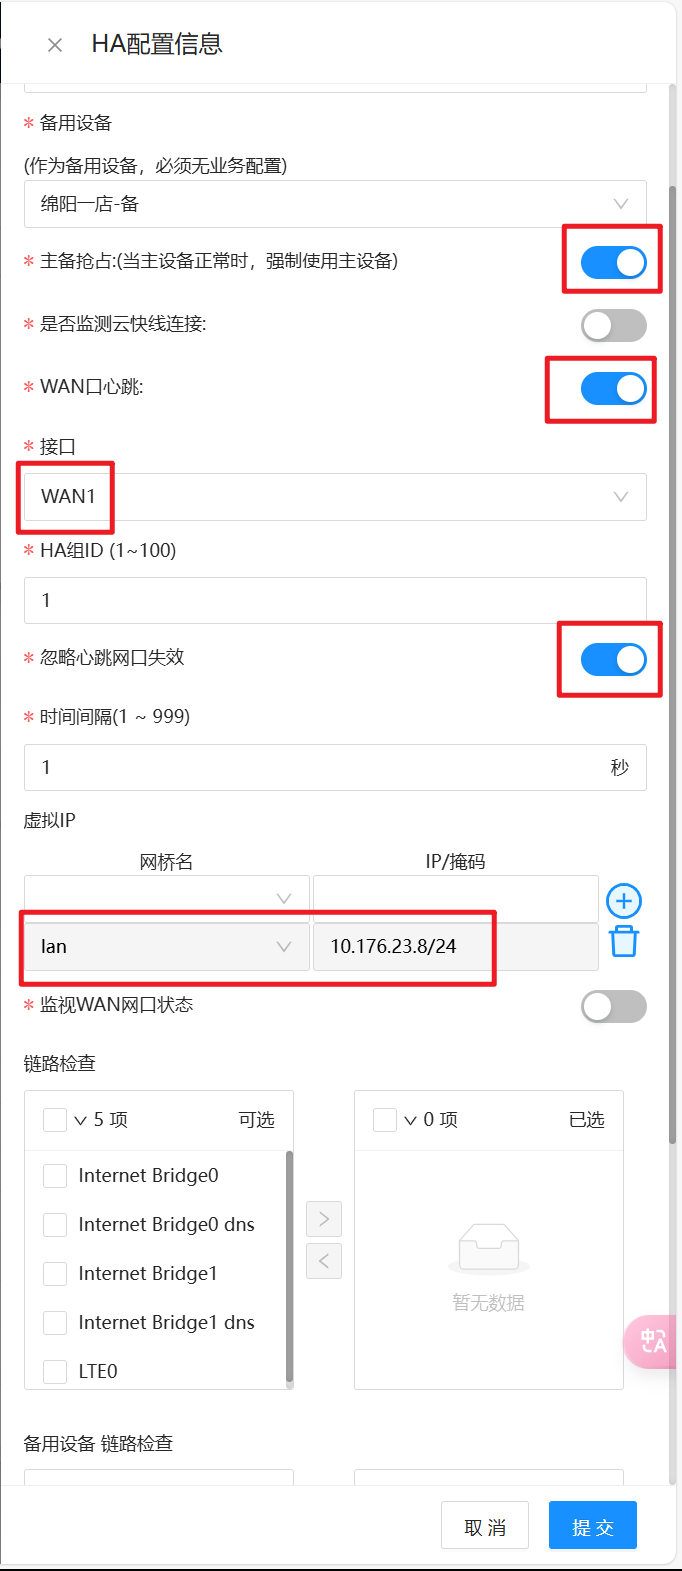 HA配置信息
* 备用设备
(作为备用设备，必须无业务配置)
绵阳一店-备
* 主备抢占:(当主设备正常时，强制使用主设备)
* 是否监测云快线连接:
* WAN口心跳:
* 接口
WAN1
* HA组ID (1~100)
1
* 忽略心跳网口失效
* 时间间隔(1 ~ 999)
1 秒
虚拟IP
网桥名 IP/掩码
lan 10.176.23.8/24
* 监视WAN网口状态
链路检查
5 项 可选 0 项 已选
Internet Bridge0
Internet Bridge0 dns
Internet Bridge1
Internet Bridge1 dns
LTE0
暂无数据
中A
备用设备 链路检查
取 消 提 交